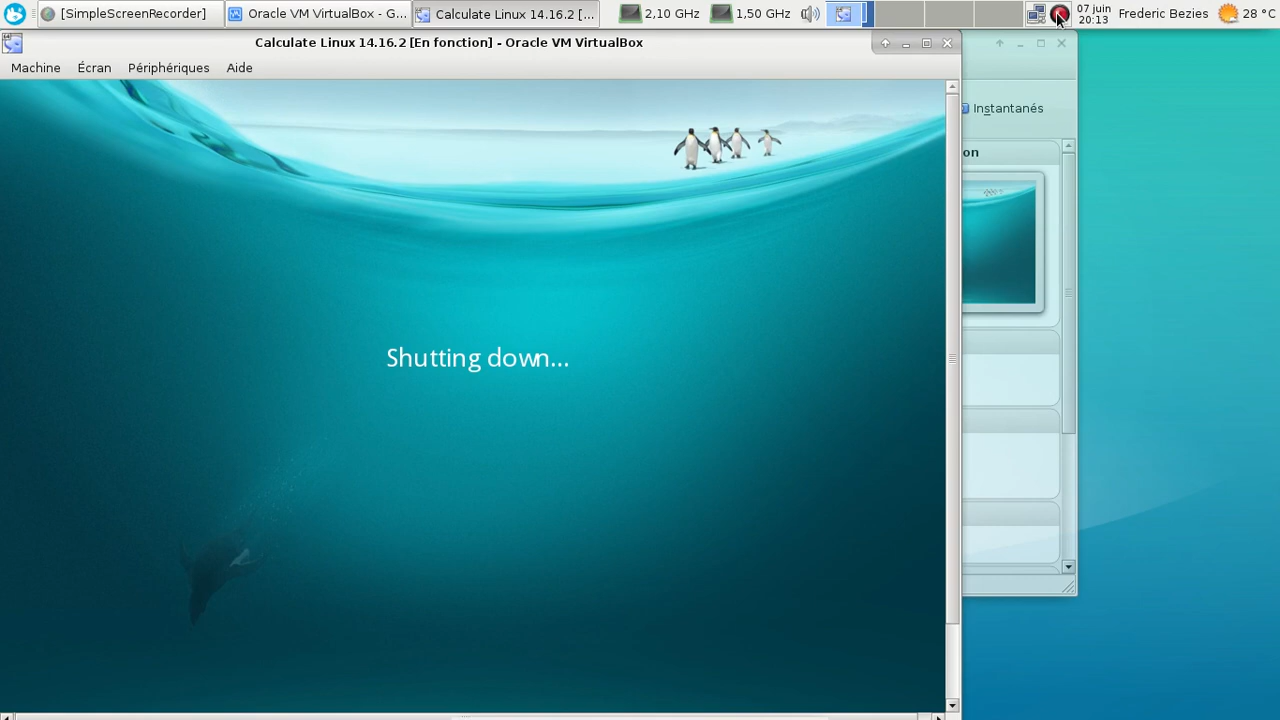 [SimpleScreenRecorder]
Oracle VM VirtualBox - G...
Calculate Linux 14.16.2 [...
2,10 GHz
1,50 GHz
07 juin
20:13
Frederic Bezies
28 °C
Calculate Linux 14.16.2 [En fonction] - Oracle VM VirtualBox
Machine Écran Périphériques Aide
Instantanés
on
Shutting down...